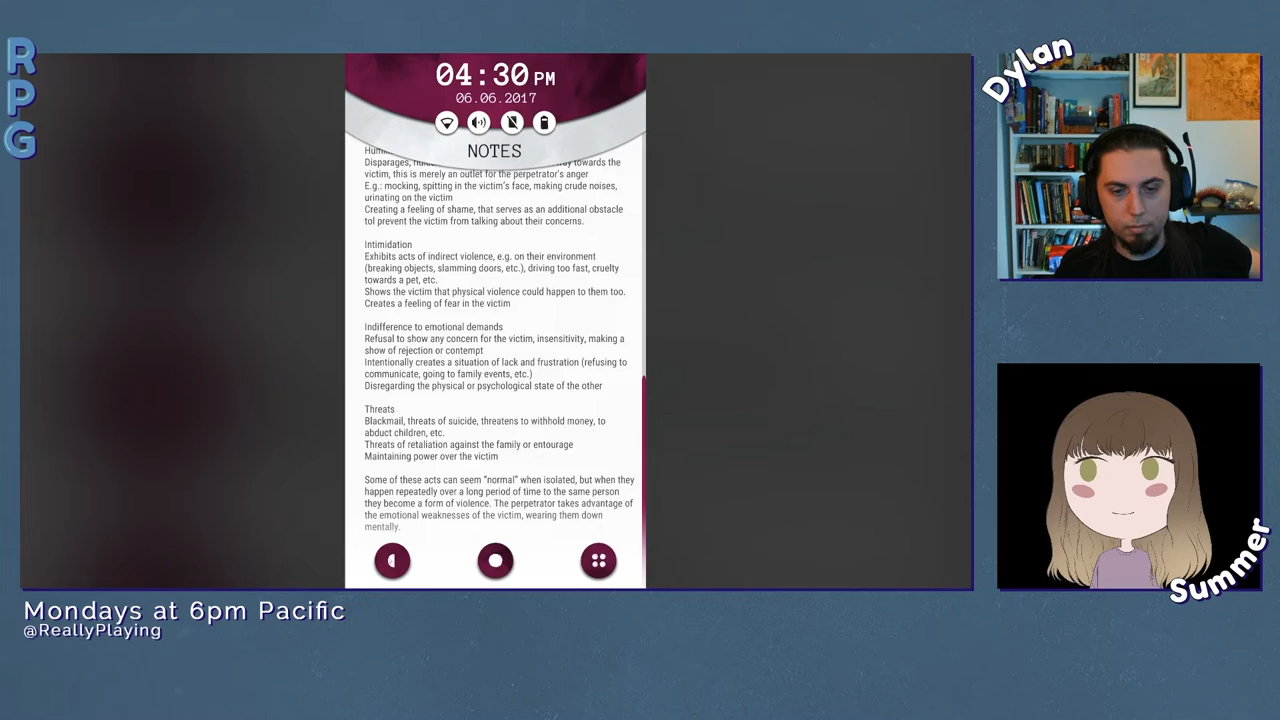 RPG
04:30 PM
06.06.2017
NOTES
Disparages, way towards the
victim, this is merely an outlet for the perpetrator's anger
E.g.: mocking, spitting in the victim's face, making crude noises,
urinating on the victim
Creating a feeling of shame, that serves as an additional obstacle
tol prevent the victim from talking about their concerns.
Intimidation
Exhibits acts of indirect violence, e.g. on their environment
(breaking objects, slamming doors, etc.), driving too fast, cruelty
towards a pet, etc.
Shows the victim that physical violence could happen to them too.
Creates a feeling of fear in the victim
Indifference to emotional demands
Refusal to show any concern for the victim, insensitivity, making a
show of rejection or contempt
Intentionally creates a situation of lack and frustration (refusing to
communicate, going to family events, etc.)
Disregarding the physical or psychological state of the other
Threats
Blackmail, threats of suicide, threatens to withhold money, to
abduct children, etc.
Threats of retaliation against the family or entourage
Maintaining power over the victim
Some of these acts can seem "normal" when isolated, but when they
happen repeatedly over a long period of time to the same person
they become a form of violence. The perpetrator takes advantage of
the emotional weaknesses of the victim, wearing them down
mentally.
Dylan
Summer
Mondays at 6pm Pacific
@ReallyPlaying